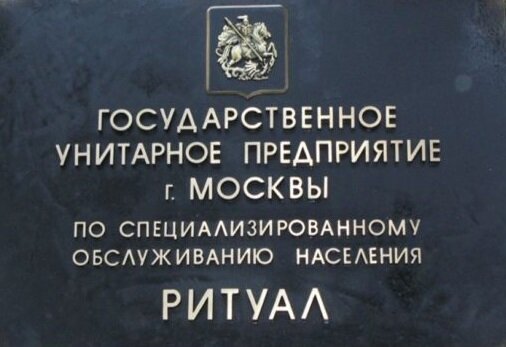 ГОСУДАРСТВЕННОЕ
УНИТАРНОЕ ПРЕДПРИЯТИЕ
г. МОСКВЫ
ПО СПЕЦИАЛИЗИРОВАННОМУ
ОБСЛУЖИВАНИЮ НАСЕЛЕНИЯ
РИТУАЛ